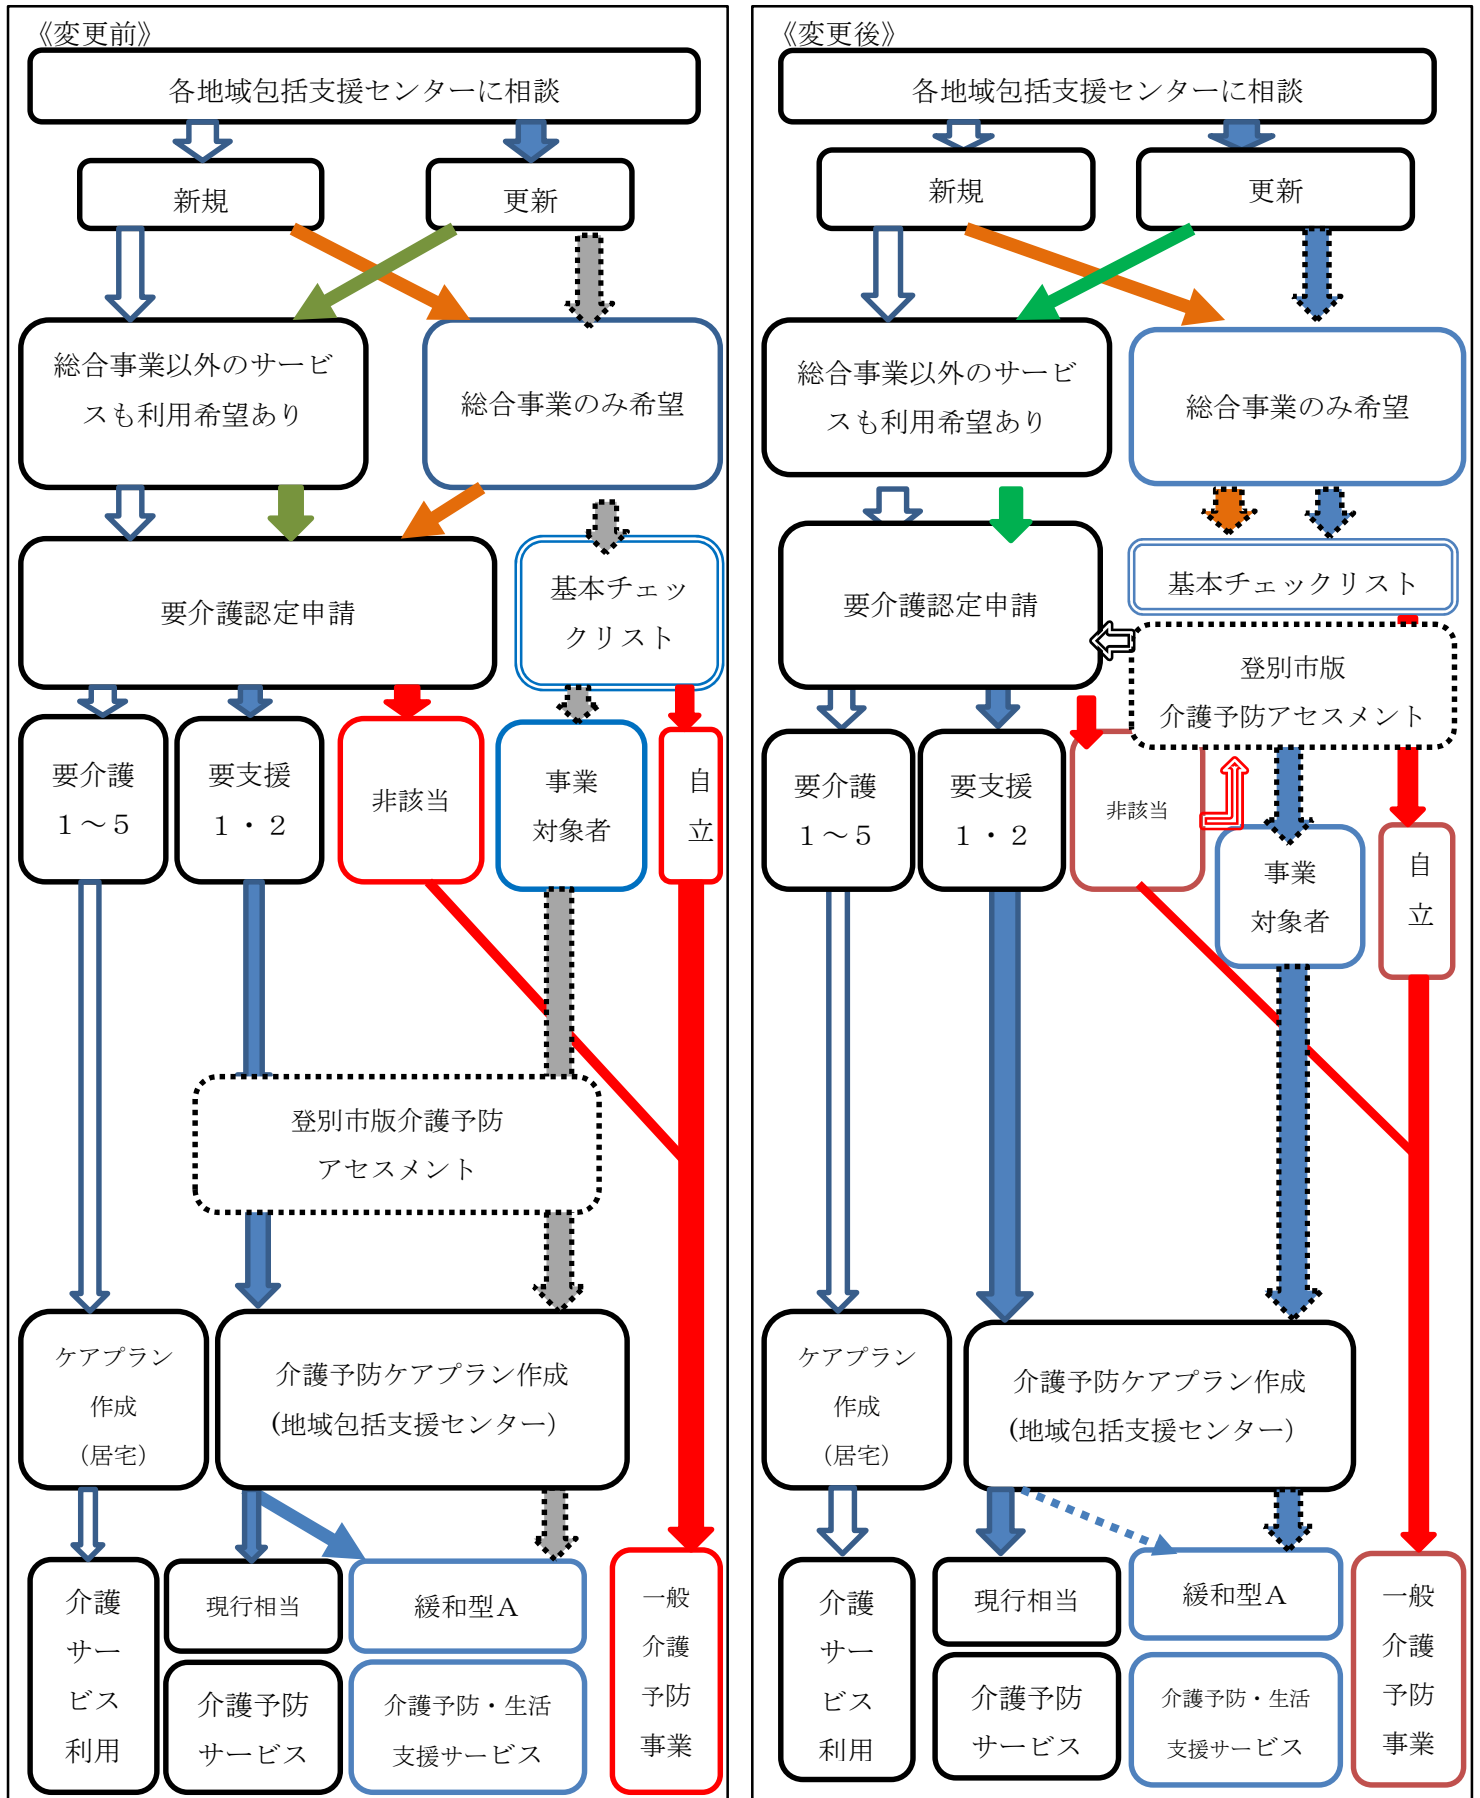 《変更前》
各地域包括支援センターに相談
新規
更新
総合事業以外のサービ
スも利用希望あり
総合事業のみ希望
要介護認定申請
基本チェッ
クリスト
要介護
１～５
要支援
１・２
非該当
事業
対象者
自
立
登別市版介護予防
アセスメント
ケアプラン
作成
（居宅）
介護予防ケアプラン作成
(地域包括支援センター）
介護
サー
ビス
利用
現行相当
緩和型Ａ
介護予防
サービス
介護予防・生活
支援サービス
一般
介護
予防
事業
《変更後》
各地域包括支援センターに相談
新規
更新
総合事業以外のサービ
スも利用希望あり
総合事業のみ希望
要介護認定申請
基本チェックリスト
登別市版
介護予防アセスメント
要介護
１～５
要支援
１・２
非該当
事業
対象者
自
立
ケアプラン
作成
（居宅）
介護予防ケアプラン作成
(地域包括支援センター）
介護
サー
ビス
利用
現行相当
緩和型Ａ
介護予防
サービス
介護予防・生活
支援サービス
一般
介護
予防
事業